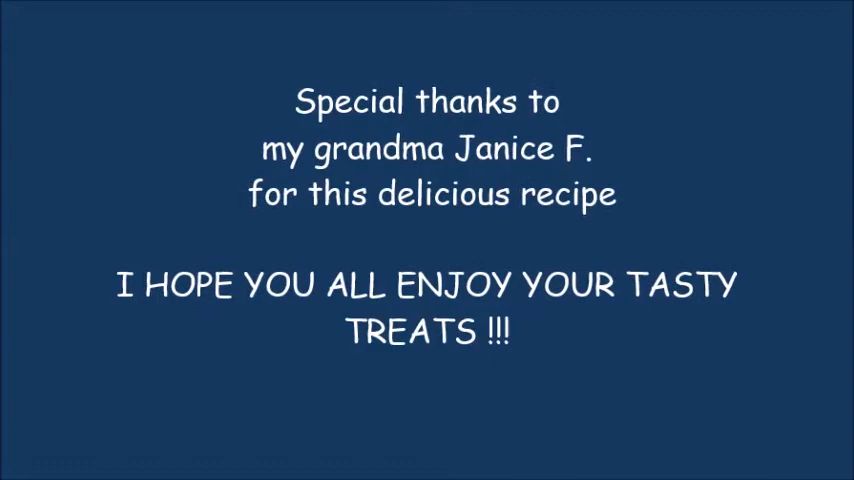 Special thanks to
my grandma Janice F.
for this delicious recipe
I HOPE YOU ALL ENJOY YOUR TASTY
TREATS !!!